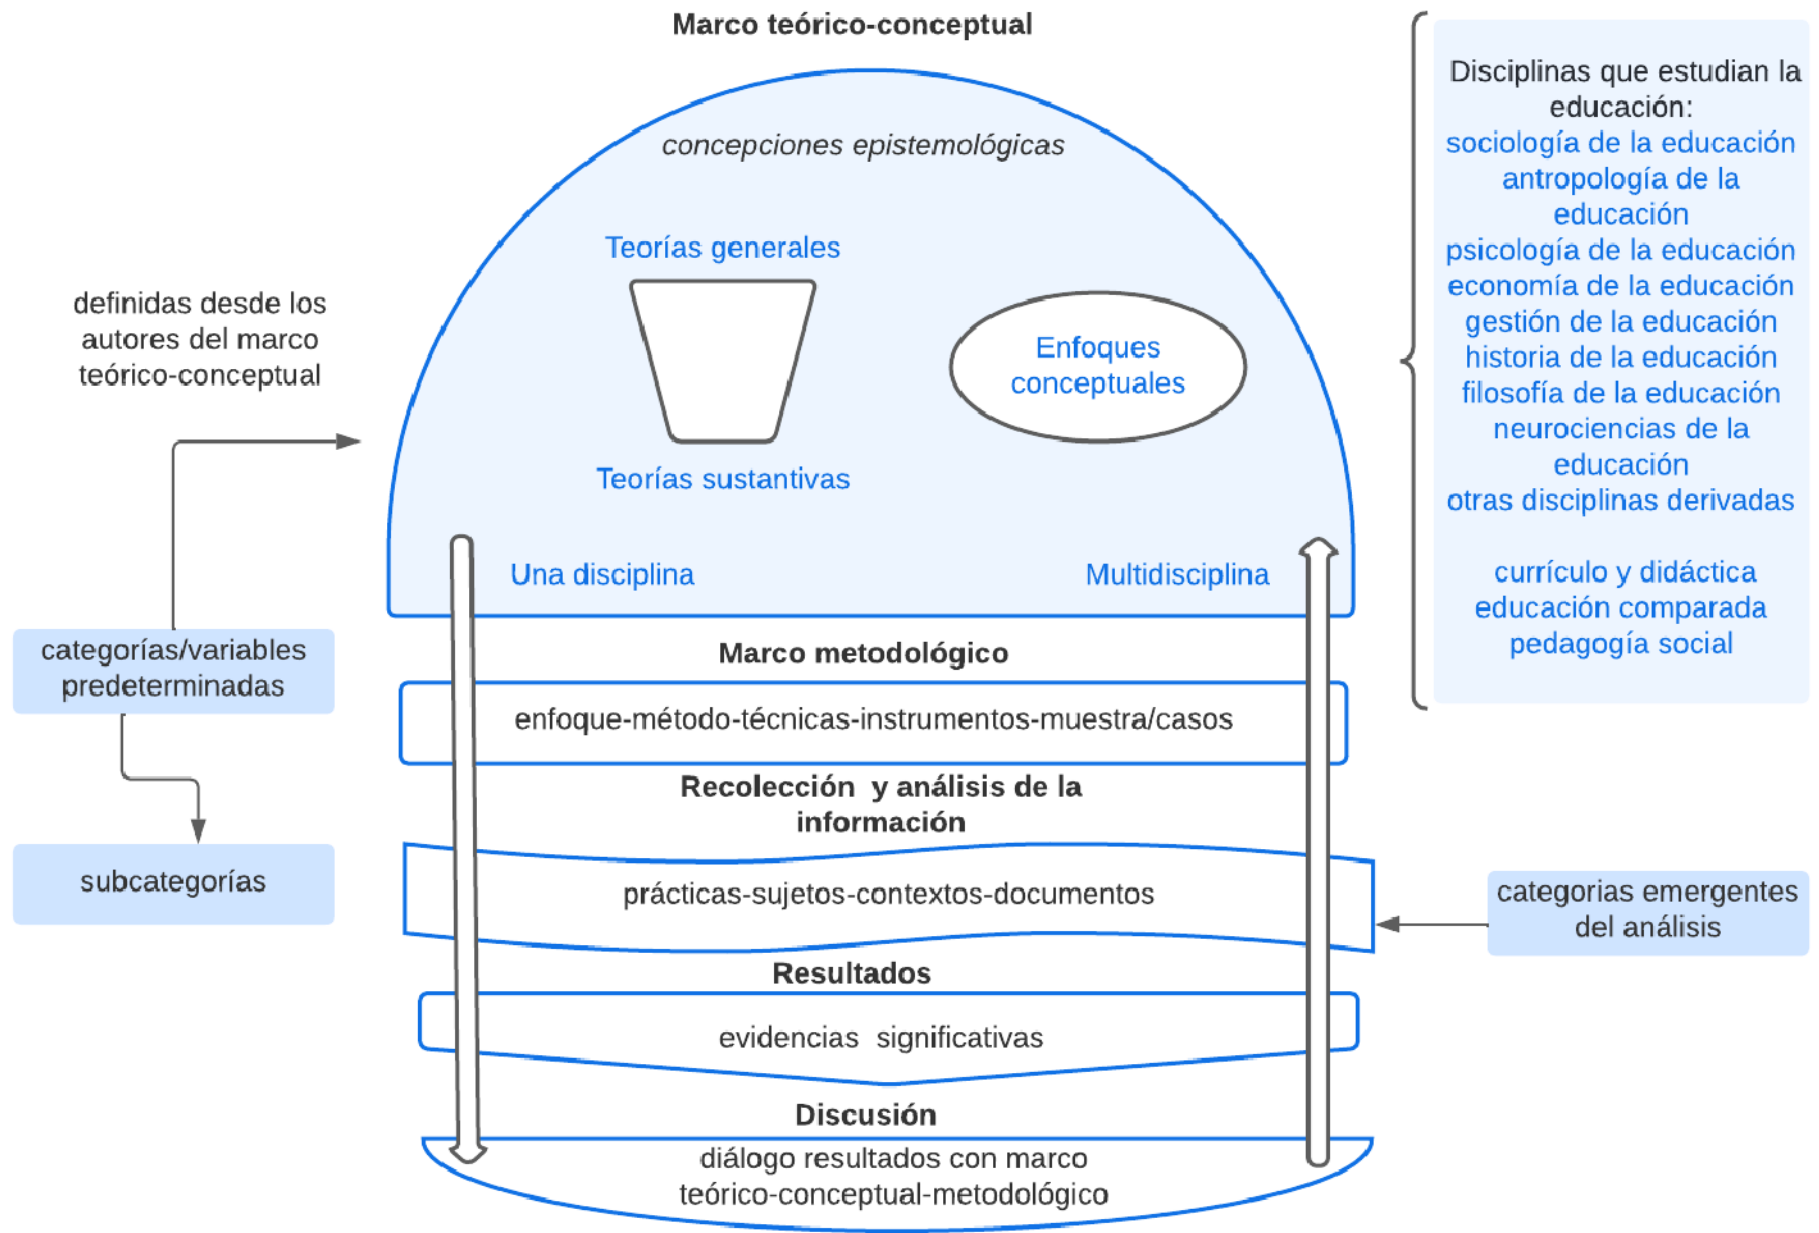 Marco teórico-conceptual
concepciones epistemológicas
Teorías generales
Enfoques
conceptuales
Teorías sustantivas
Una disciplina
Multidisciplina
definidas desde los
autores del marco
teórico-conceptual
categorías/variables
predeterminadas
subcategorías
Marco metodológico
enfoque-método-técnicas-instrumentos-muestra/casos
Recolección y análisis de la
información
prácticas-sujetos-contextos-documentos
Resultados
evidencias significativas
Discusión
diálogo resultados con marco
teórico-conceptual-metodológico
Disciplinas que estudian la
educación:
sociología de la educación
antropología de la
educación
psicología de la educación
economía de la educación
gestión de la educación
historia de la educación
filosofía de la educación
neurociencias de la
educación
otras disciplinas derivadas
currículo y didáctica
educación comparada
pedagogía social
categorias emergentes
del análisis